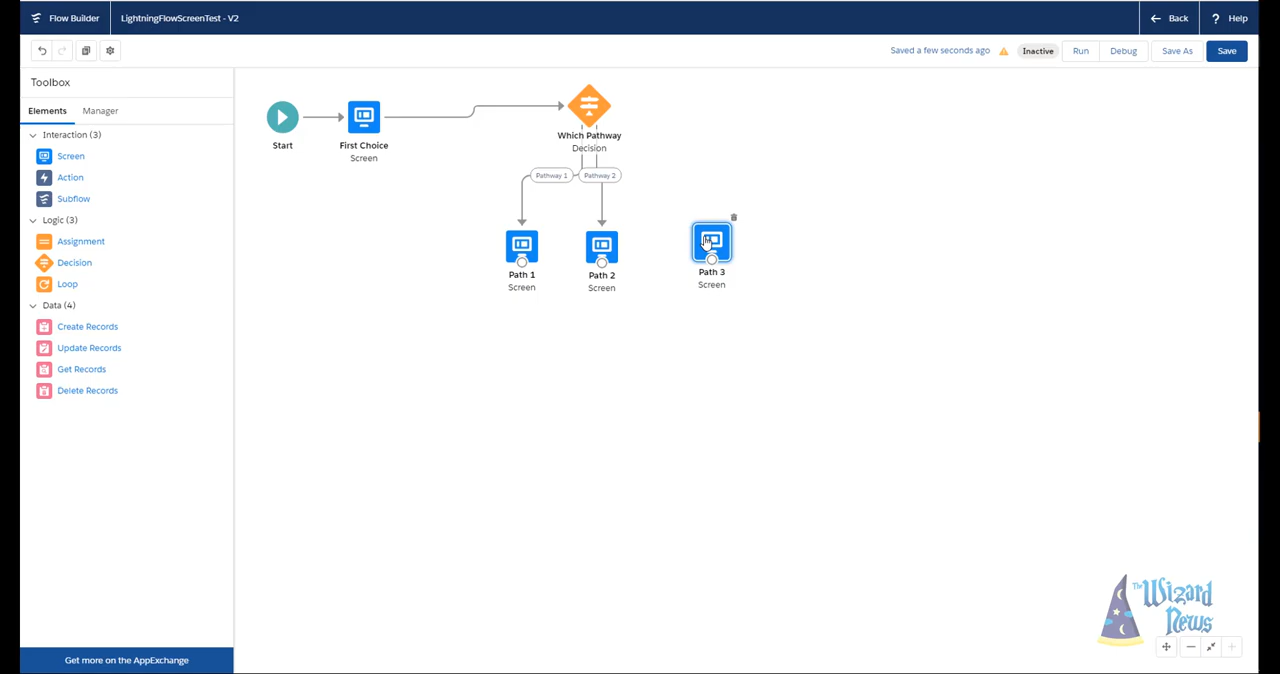 Flow Builder
LightningFlowScreenTest - V2
Back
? Help
Saved a few seconds ago
Inactive
Run
Debug
Save As
Save
Toolbox
Elements
Manager
Interaction (3)
Screen
Action
Subflow
Logic (3)
Assignment
Decision
Loop
Data (4)
Create Records
Update Records
Get Records
Delete Records
Get more on the AppExchange
Start
First Choice
Screen
Which Pathway
Decision
Pathway 1
Pathway 2
Path 1
Screen
Path 2
Screen
Path 3
Screen
The Wizard
News